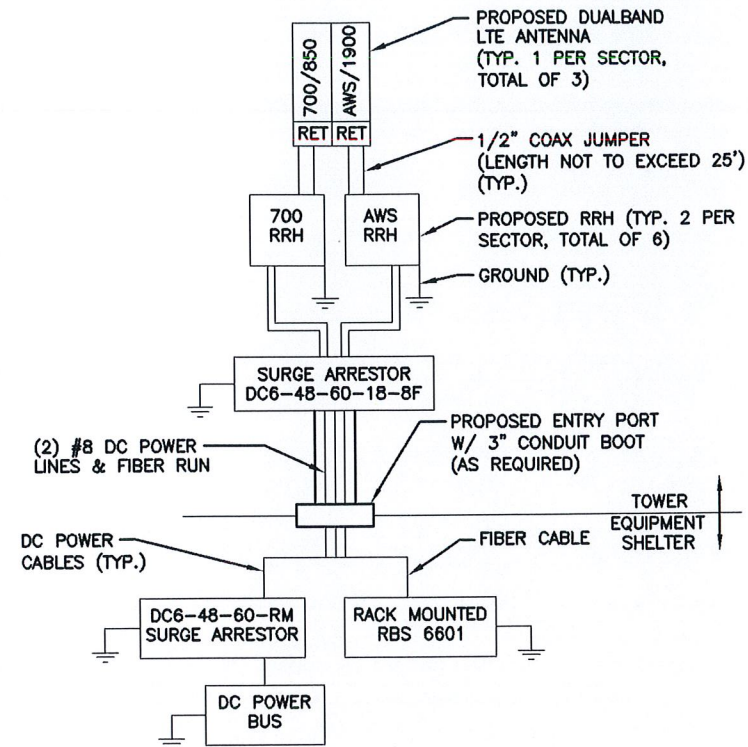 PROPOSED DUALBAND
LTE ANTENNA
(TYP. 1 PER SECTOR,
TOTAL OF 3)
700/850
AWS/1900
RET
RET
1/2" COAX JUMPER
(LENGTH NOT TO EXCEED 25')
(TYP.)
700
RRH
AWS
RRH
PROPOSED RRH (TYP. 2 PER
SECTOR, TOTAL OF 6)
GROUND (TYP.)
SURGE ARRESTOR
DC6-48-60-18-8F
(2) #8 DC POWER
LINES & FIBER RUN
PROPOSED ENTRY PORT
W/ 3" CONDUIT BOOT
(AS REQUIRED)
TOWER
EQUIPMENT
SHELTER
DC POWER
CABLES (TYP.)
FIBER CABLE
DC6-48-60-RM
SURGE ARRESTOR
RACK MOUNTED
RBS 6601
DC POWER
BUS